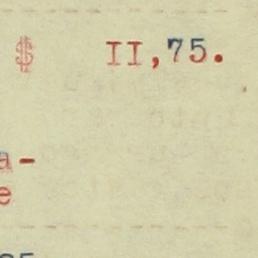 $ II,75.
a-
e